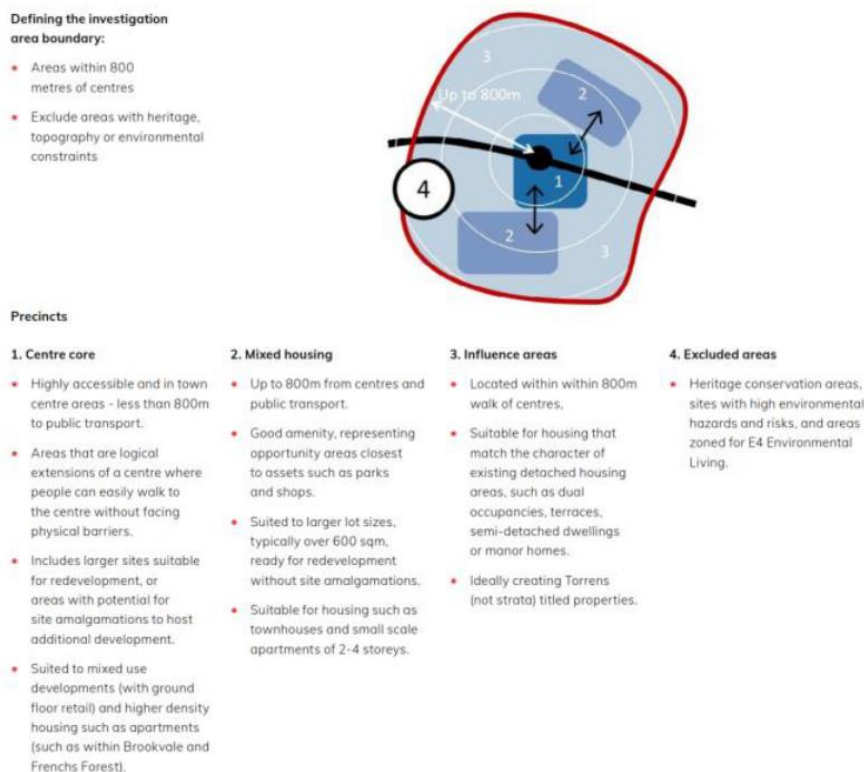 Defining the investigation
area boundary:
• Areas within 800
metres of centres
• Exclude areas with heritage,
topography or environmental
constraints
3
Up to 800m
2
1
4
2
3
Precincts
1. Centre core
• Highly accessible and in town
centre areas - less than 800m
to public transport.
• Areas that are logical
extensions of a centre where
people can easily walk to
the centre without facing
physical barriers.
• Includes larger sites suitable
for redevelopment, or
areas with potential for
site amalgamations to host
additional development.
• Suited to mixed use
developments (with ground
floor retail) and higher density
housing such as apartments
(such as within Brookvale and
Frenchs Forest).
2. Mixed housing
• Up to 800m from centres and
public transport.
• Good amenity, representing
opportunity areas closest
to assets such as parks
and shops.
• Suited to larger lot sizes,
typically over 600 sqm,
ready for redevelopment
without site amalgamations.
• Suitable for housing such as
townhouses and small scale
apartments of 2-4 storeys.
3. Influence areas
• Located within within 800m
walk of centres,
• Suitable for housing that
match the character of
existing detached housing
areas, such as dual
occupancies, terraces,
semi-detached dwellings
or manor homes.
• Ideally creating Torrens
(not strata) titled properties.
4. Excluded areas
• Heritage conservation areas,
sites with high environmental
hazards and risks, and areas
zoned for E4 Environmental
Living.